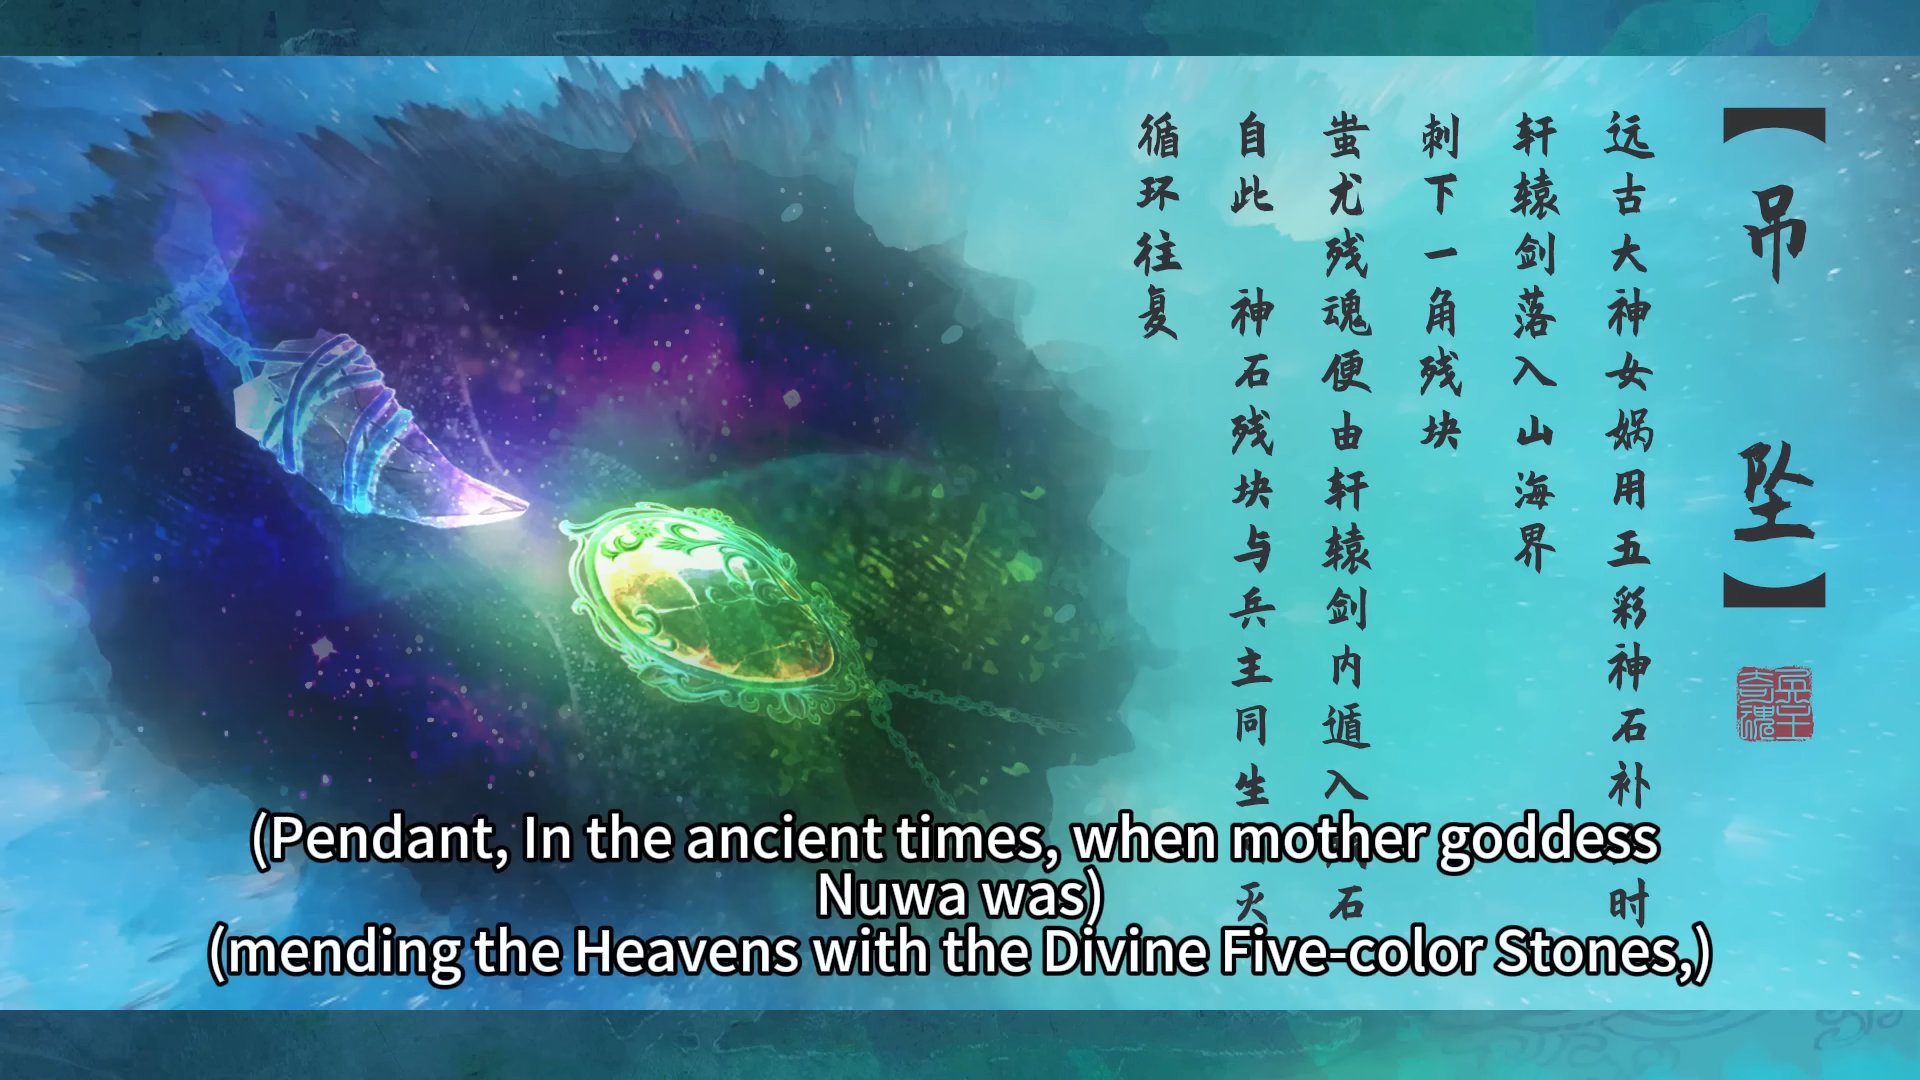 【吊坠】
远古大神女娲用五彩神石补时
轩辕剑落入山海界
刺下一角残块
蚩尤残魂便由轩辕剑内遁入石
自此 神石残块与兵主同生灭
循环往复
兵主奇魂
(Pendant, In the ancient times, when mother goddess
Nuwa was)
(mending the Heavens with the Divine Five-color Stones,)